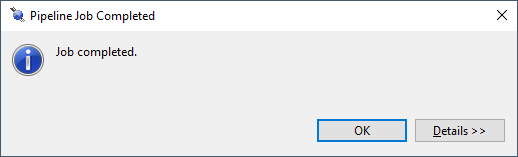 Pipeline Job Completed
Job completed.
OK
Details >>